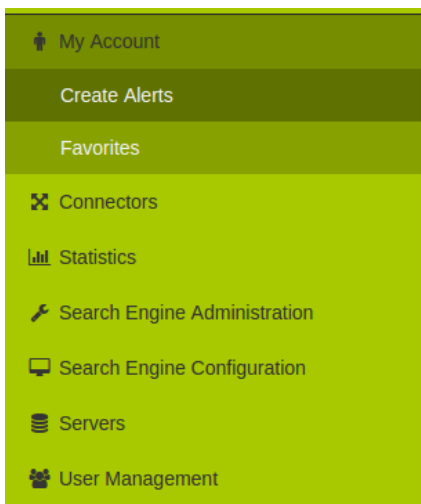 My Account
Create Alerts
Favorites
Connectors
Statistics
Search Engine Administration
Search Engine Configuration
Servers
User Management